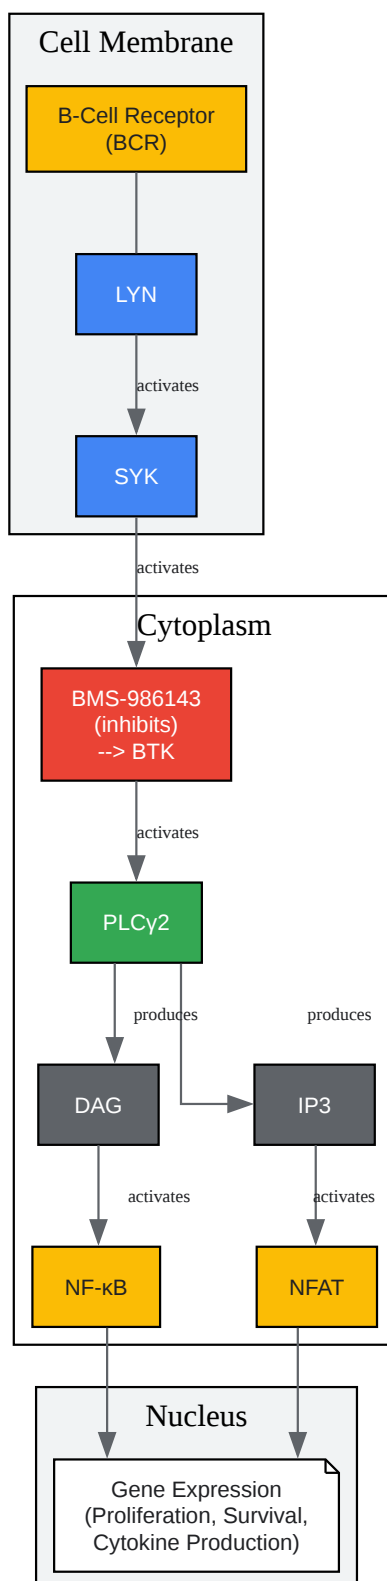 Cell Membrane
B-Cell Receptor
(BCR)
LYN
activates
SYK
activates
Cytoplasm
BMS-986143
(inhibits)
--> BTK
activates
PLCγ2
produces
produces
DAG
IP3
activates
activates
NF-κB
NFAT
Nucleus
Gene Expression
(Proliferation, Survival,
Cytokine Production)